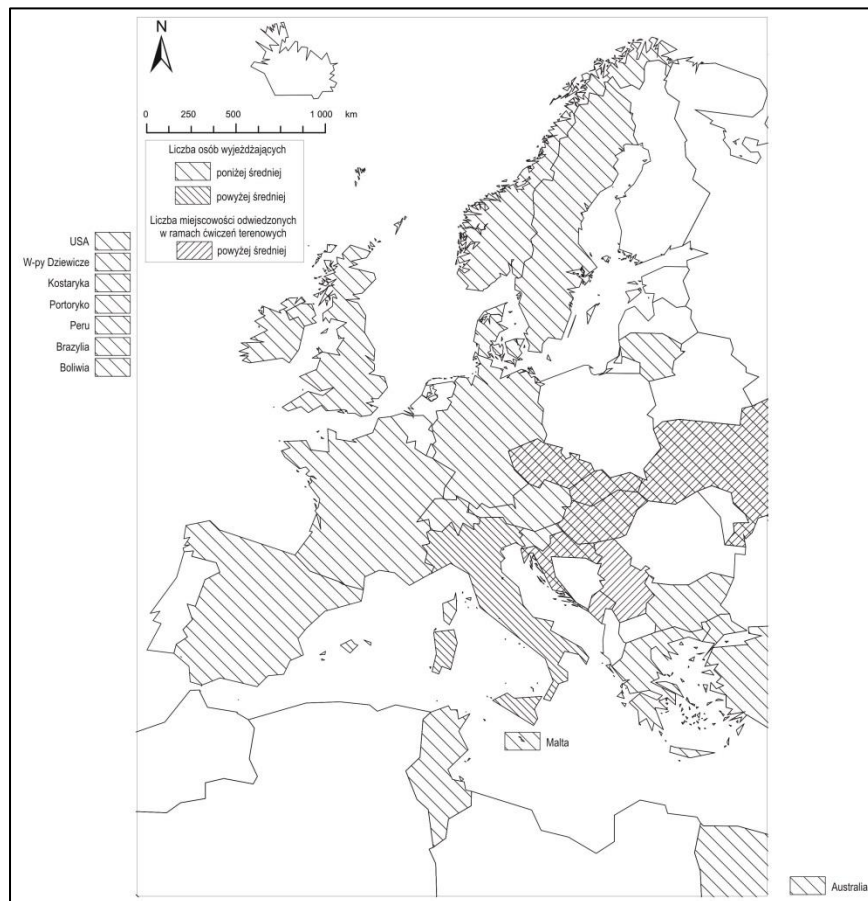 N
0 250 500 1 000 km
Liczba osób wyjeżdżających
poniżej średniej
powyżej średniej
Liczba miejscowości odwiedzonych
w ramach ćwiczeń terenowych
powyżej średniej
USA
W-py Dziewicze
Kostaryka
Portoryko
Peru
Brazylia
Boliwia
Malta
Australia